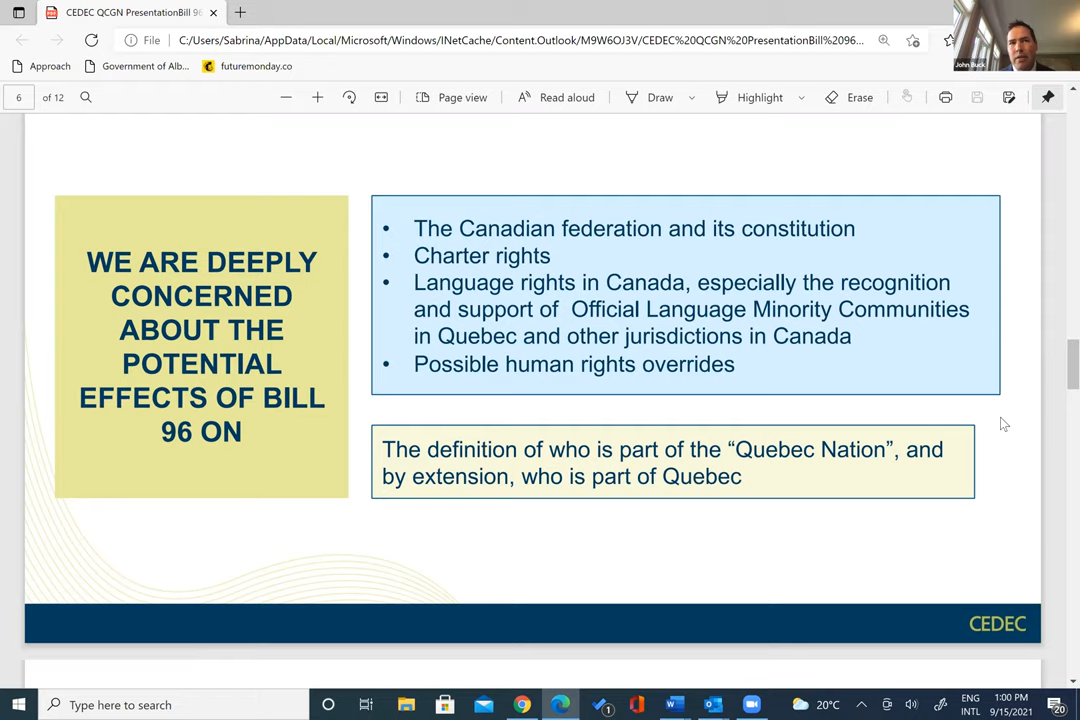 CEDEC QCGN PresentationBill 96
File
C:/Users/Sabrina/AppData/Local/Microsoft/Windows/INetCache/Content.Outlook/M9W6OJ3V/CEDEC%20QCGN%20PresentationBill%2096...
John Buck
Approach
Government of Alb...
futuremonday.co
6 of 12
Page view
Read aloud
Draw
Highlight
Erase
WE ARE DEEPLY
CONCERNED
ABOUT THE
POTENTIAL
EFFECTS OF BILL
96 ON
• The Canadian federation and its constitution
• Charter rights
• Language rights in Canada, especially the recognition
and support of Official Language Minority Communities
in Quebec and other jurisdictions in Canada
• Possible human rights overrides
The definition of who is part of the “Quebec Nation”, and
by extension, who is part of Quebec
CEDEC
Type here to search
1
20°C
ENG
INTL
1:00 PM
9/15/2021
20